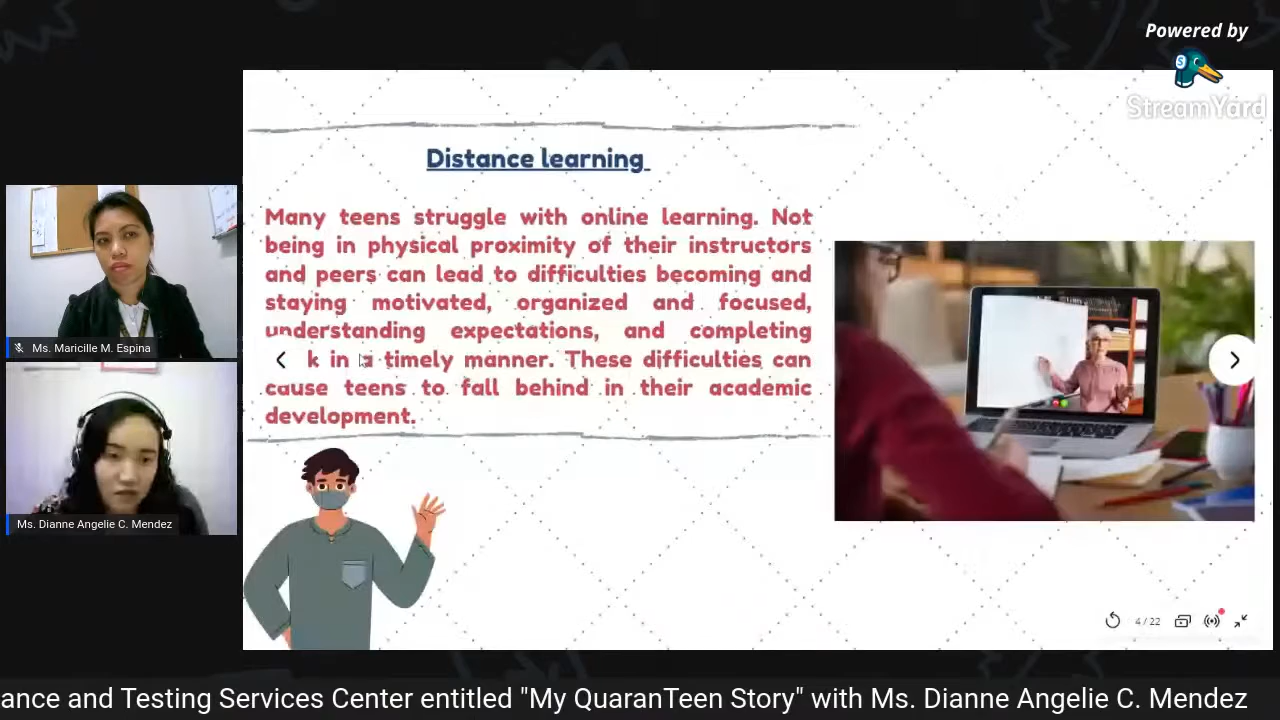 Powered by
StreamYard
Distance learning
Many teens struggle with online learning. Not
being in physical proximity of their instructors
and peers can lead to difficulties becoming and
staying motivated, organized and focused,
understanding expectations, and completing
k in a timely manner. These difficulties can
cause teens to fall behind in their academic
development.
Ms. Maricille M. Espina
Ms. Dianne Angelie C. Mendez
4 / 22
ance and Testing Services Center entitled "My QuaranTeen Story" with Ms. Dianne Angelie C. Mendez